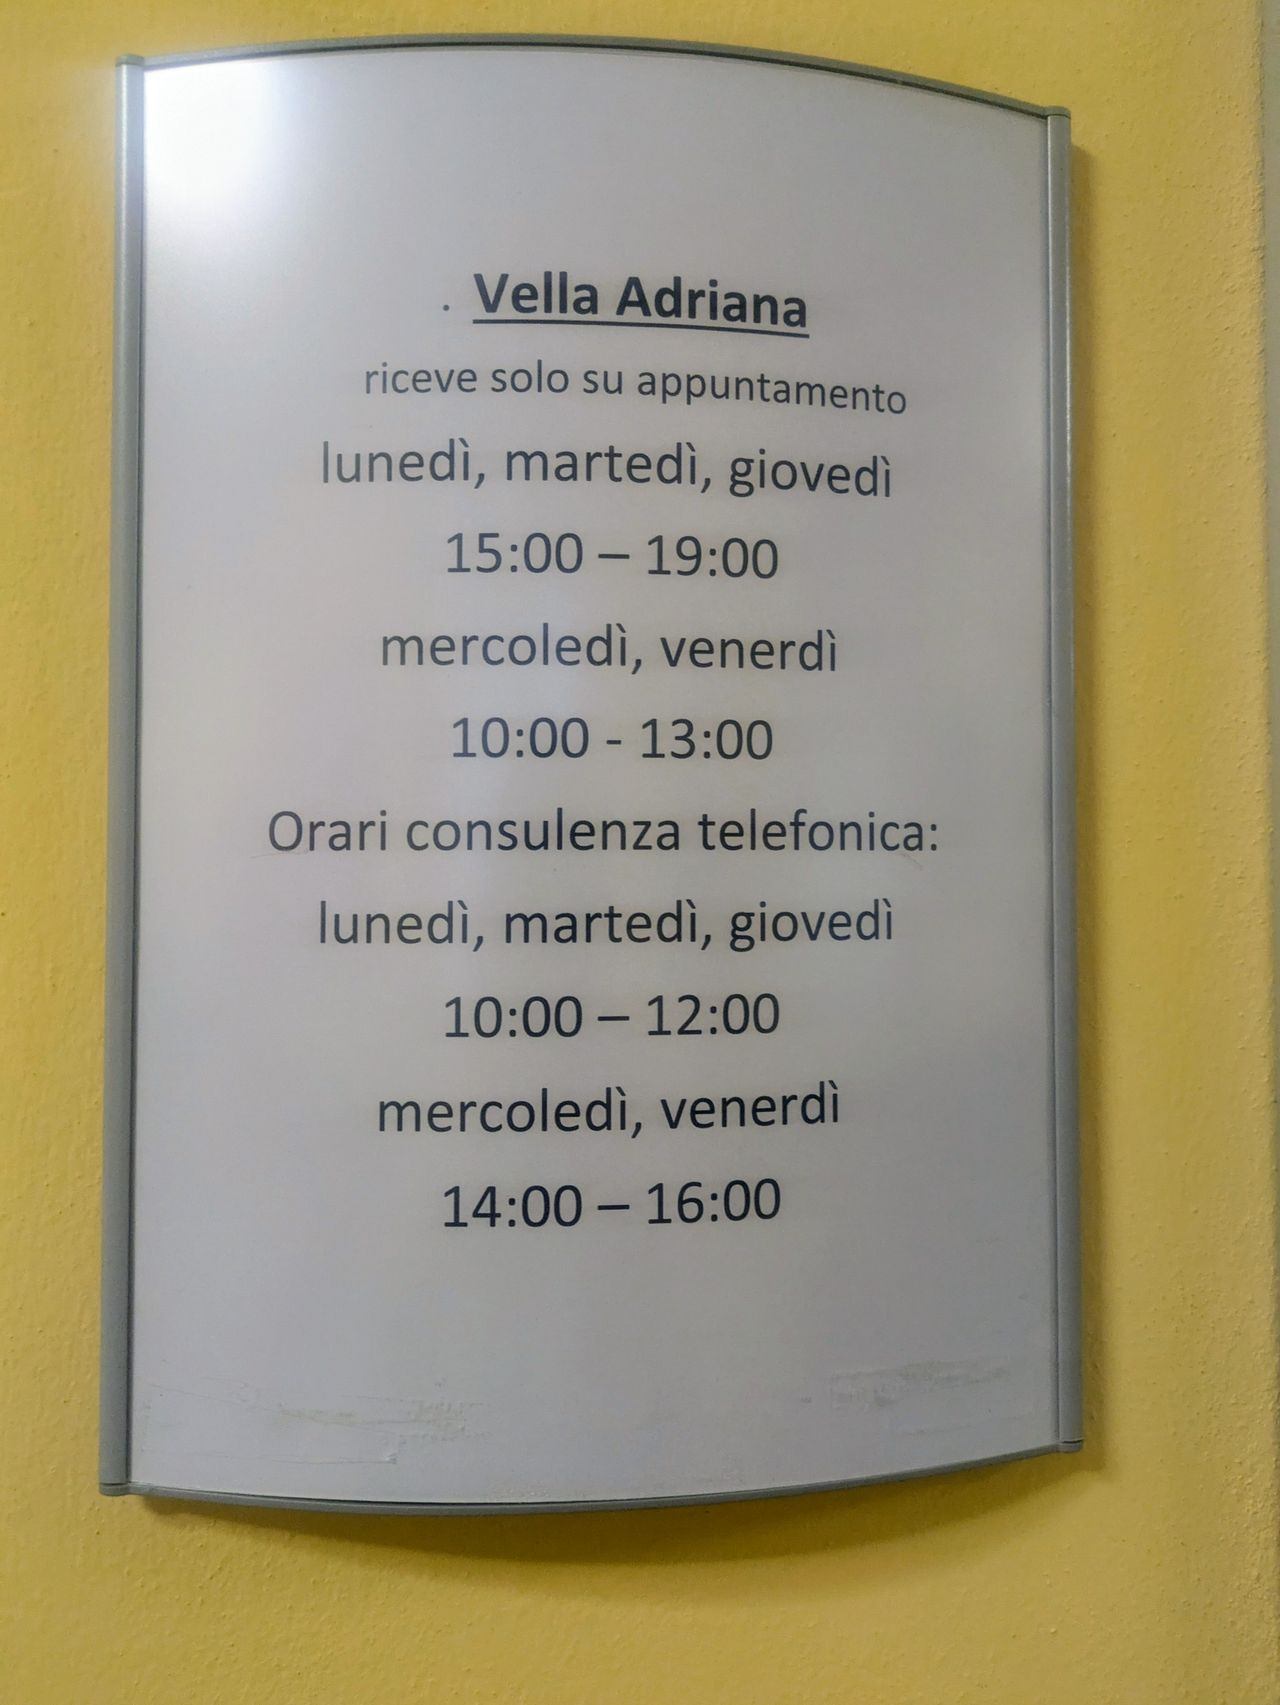 . Vella Adriana
riceve solo su appuntamento
lunedì, martedì, giovedì
15:00 – 19:00
mercoledì, venerdì
10:00 - 13:00
Orari consulenza telefonica:
lunedì, martedì, giovedì
10:00 – 12:00
mercoledì, venerdì
14:00 – 16:00